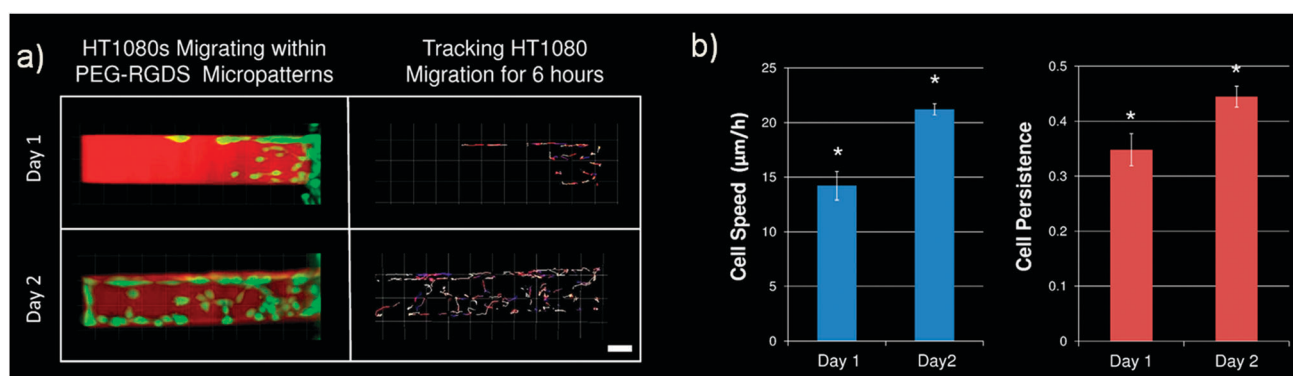 a)
HT1080s Migrating within
PEG-RGDS Micropatterns
Tracking HT1080
Migration for 6 hours
Day 1
Day 2
b)
Cell Speed (µm/h)
25
20
15
10
5
0
*
*
Day 1
Day2
Cell Persistence
0.5
0.4
0.3
0.2
0.1
0
*
*
Day 1
Day 2